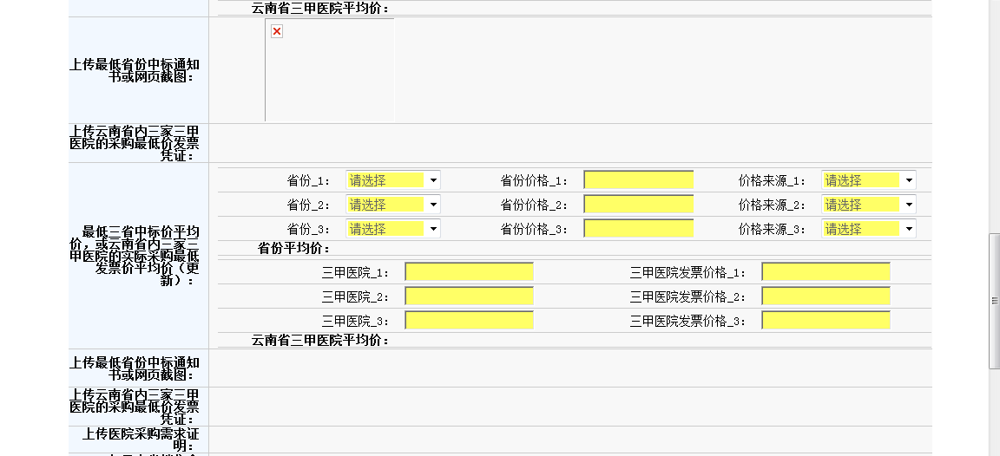 云南省三甲医院平均价：
上传最低省份中标通知
书或网页截图：
上传云南省内三家三甲
医院的采购最低价发票
凭证：
省份_1： 请选择 省份价格_1： 价格来源_1： 请选择
省份_2： 请选择 省份价格_2： 价格来源_2： 请选择
省份_3： 请选择 省份价格_3： 价格来源_3： 请选择
最低三省中标价平均
价，或云南省内三家三
甲医院的实际采购最低
发票价平均价（更
新）：
省份平均价：
三甲医院_1： 三甲医院发票价格_1：
三甲医院_2： 三甲医院发票价格_2：
三甲医院_3： 三甲医院发票价格_3：
云南省三甲医院平均价：
上传最低省份中标通知
书或网页截图：
上传云南省内三家三甲
医院的采购最低价发票
凭证：
上传医院采购需求证
明：